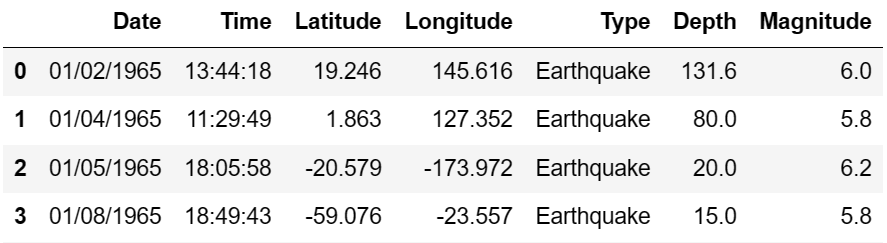 Date Time Latitude Longitude Type Depth Magnitude
0 01/02/1965 13:44:18 19.246 145.616 Earthquake 131.6 6.0
1 01/04/1965 11:29:49 1.863 127.352 Earthquake 80.0 5.8
2 01/05/1965 18:05:58 -20.579 -173.972 Earthquake 20.0 6.2
3 01/08/1965 18:49:43 -59.076 -23.557 Earthquake 15.0 5.8